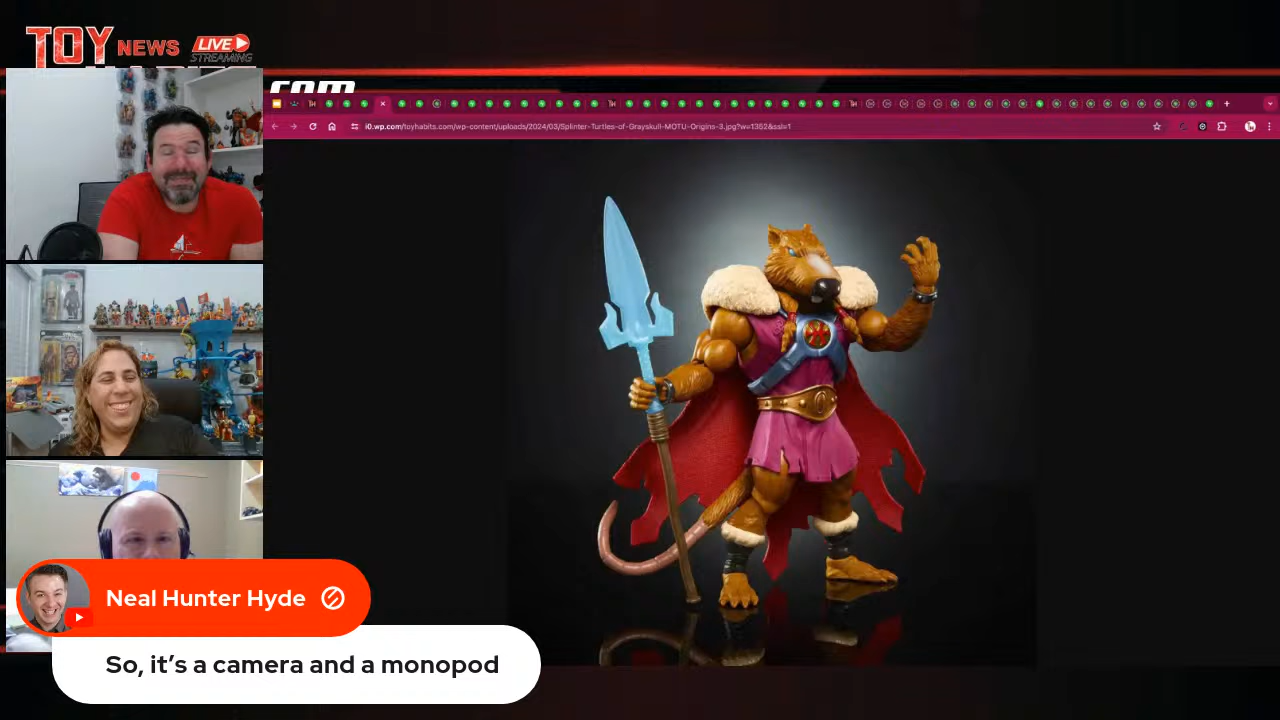 TOY NEWS LIVE
STREAMING
.com
i0.wp.com/toyhabits.com/wp-content/uploads/2024/03/Splinter-Turtles-of-Grayskull-MOTU-Origins-3.jpg?w=1352&ssl=1
Neal Hunter Hyde
So, it’s a camera and a monopod